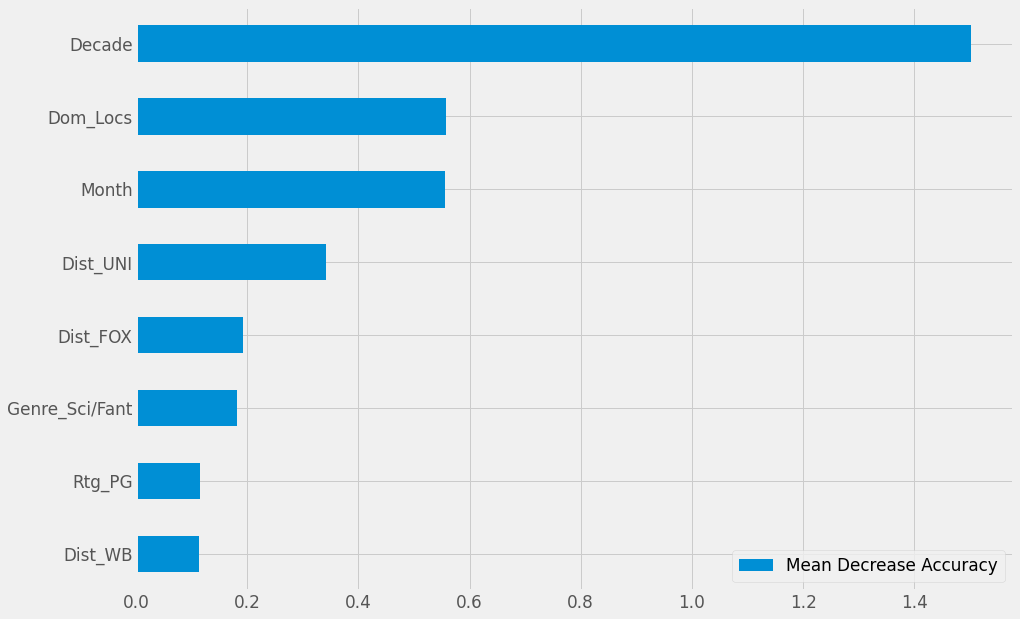 Decade
Dom_Locs
Month
Dist_UNI
Dist_FOX
Genre_Sci/Fant
Rtg_PG
Dist_WB
Mean Decrease Accuracy
0.0 0.2 0.4 0.6 0.8 1.0 1.2 1.4